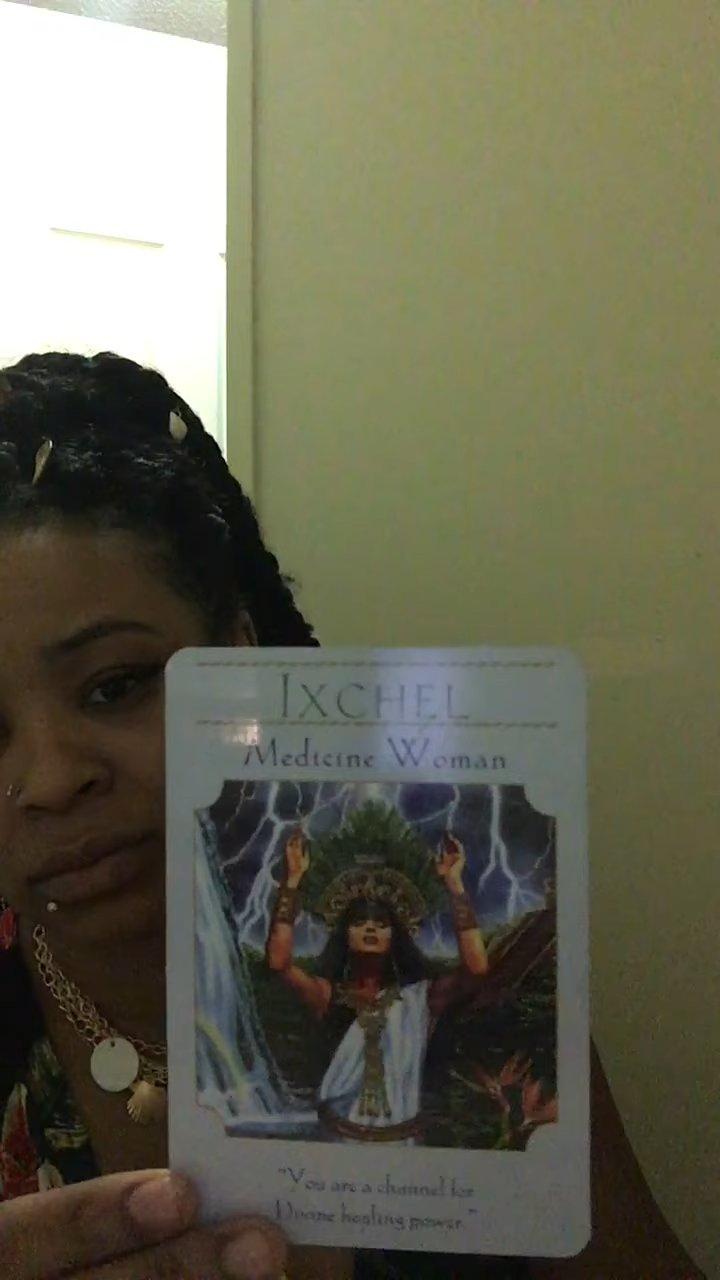 IXCHEL
Medicine Woman
"You are a channel for
Divine healing power."